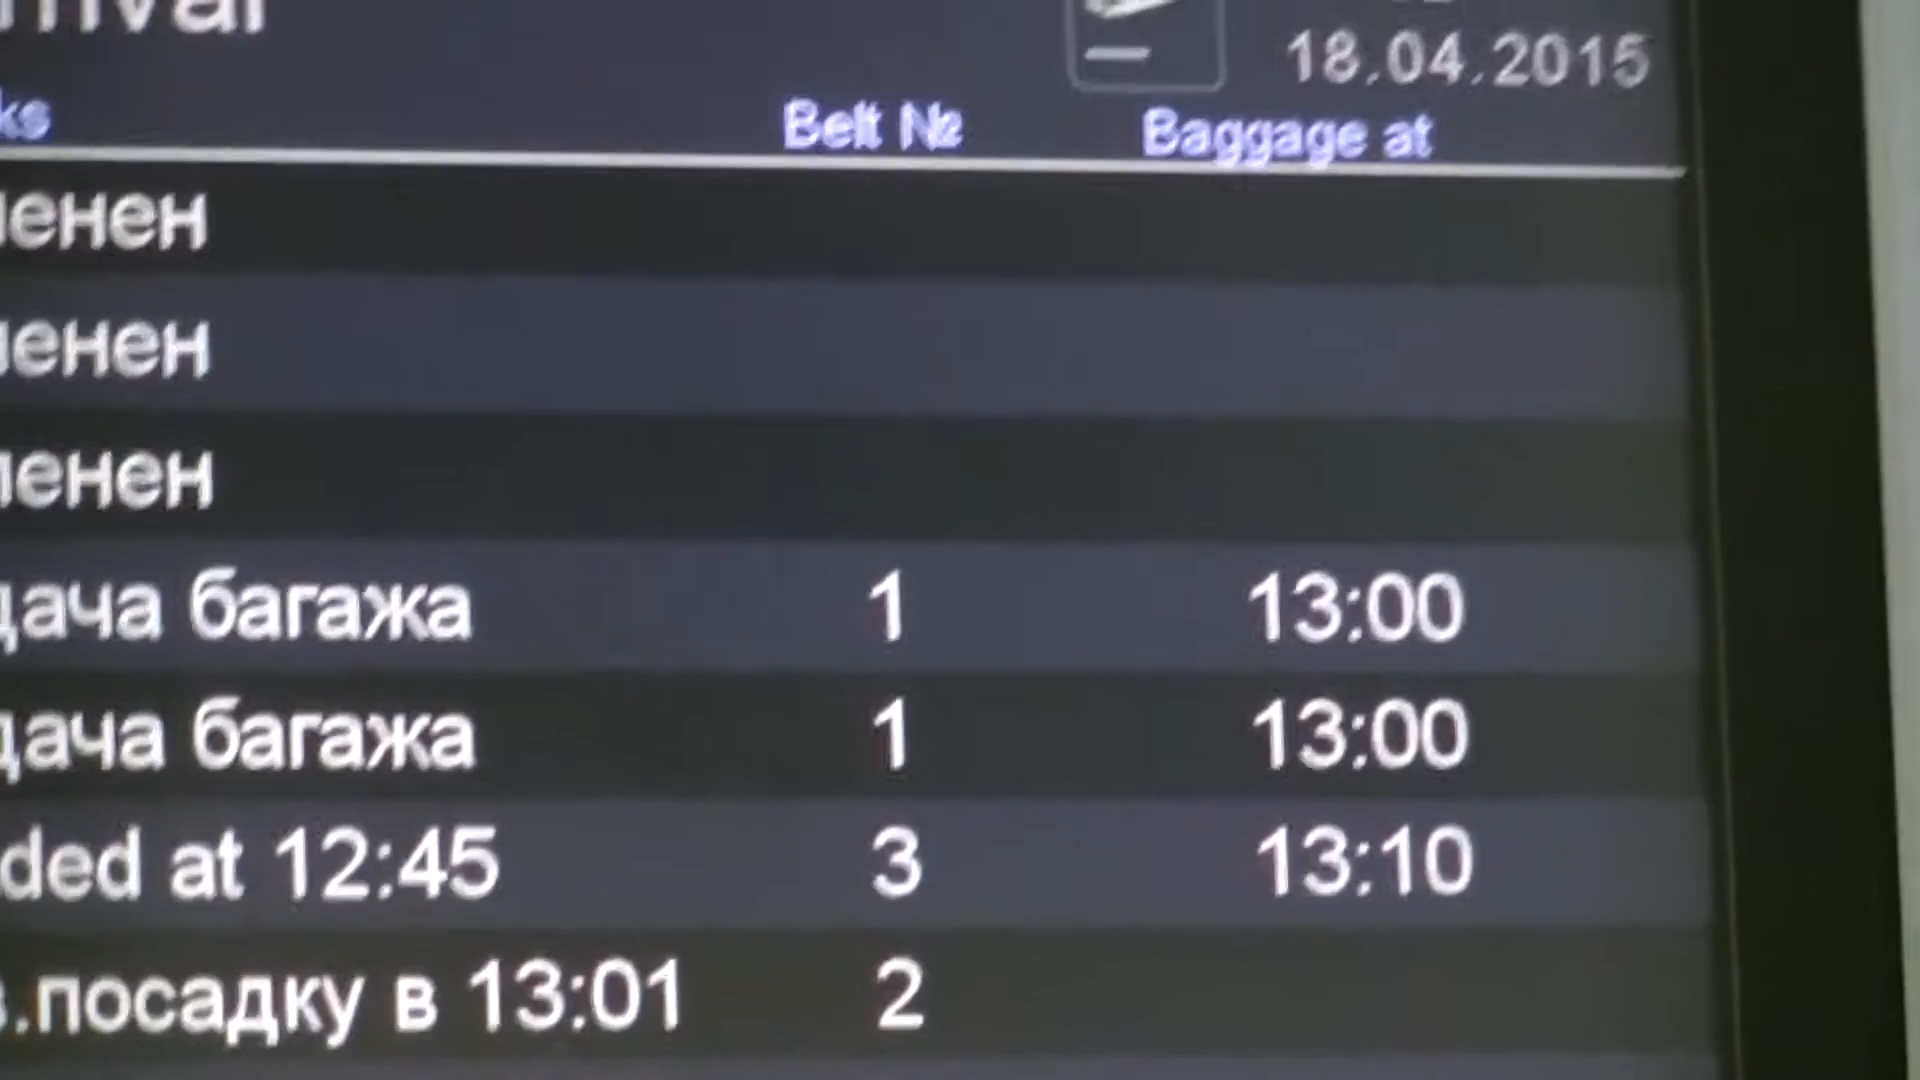 rrival
18.04.2015
ks Belt № Baggage at
енен
енен
енен
дача багажа 1 13:00
дача багажа 1 13:00
ded at 12:45 3 13:10
.посадку в 13:01 2